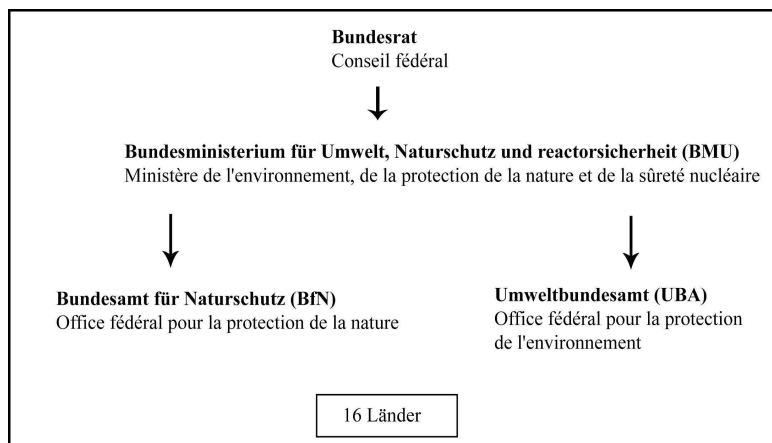 Bundesrat
Conseil fédéral
Bundesministerium für Umwelt, Naturschutz und reactorsicherheit (BMU)
Ministère de l'environnement, de la protection de la nature et de la sûreté nucléaire
Bundesamt für Naturschutz (BfN)
Office fédéral pour la protection de la nature
Umweltbundesamt (UBA)
Office fédéral pour la protection
de l'environnement
16 Länder